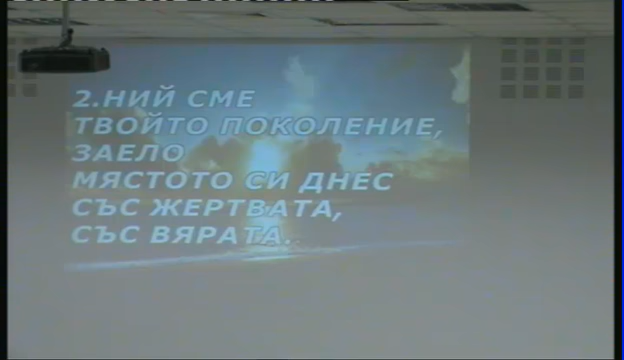 2.НИЙ СМЕ
ТВОЙТО ПОКОЛЕНИЕ,
ЗАЕЛО
МЯСТОТО СИ ДНЕС
СЪС ЖЕРТВАТА,
СЪС ВЯРАТА.